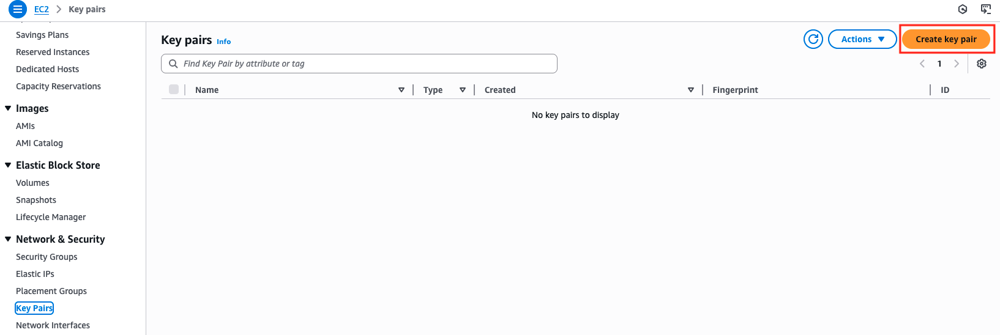 EC2 > Key pairs
Savings Plans
Reserved Instances
Dedicated Hosts
Capacity Reservations
Images
AMIs
AMI Catalog
Elastic Block Store
Volumes
Snapshots
Lifecycle Manager
Network & Security
Security Groups
Elastic IPs
Placement Groups
Key Pairs
Network Interfaces
Key pairs Info
Actions
Create key pair
Find Key Pair by attribute or tag
1
Name Type Created Fingerprint ID
No key pairs to display